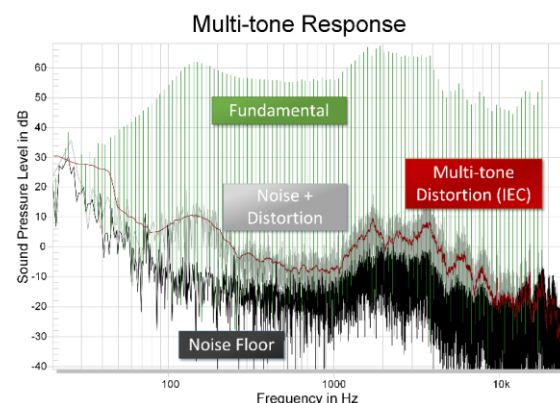 Multi-tone Response
60
50
40
30
20
10
0
-10
-20
-30
-40
Sound Pressure Level in dB
Fundamental
Noise +
Distortion
Multi-tone
Distortion (IEC)
Noise Floor
100
1000
10k
Frequency in Hz